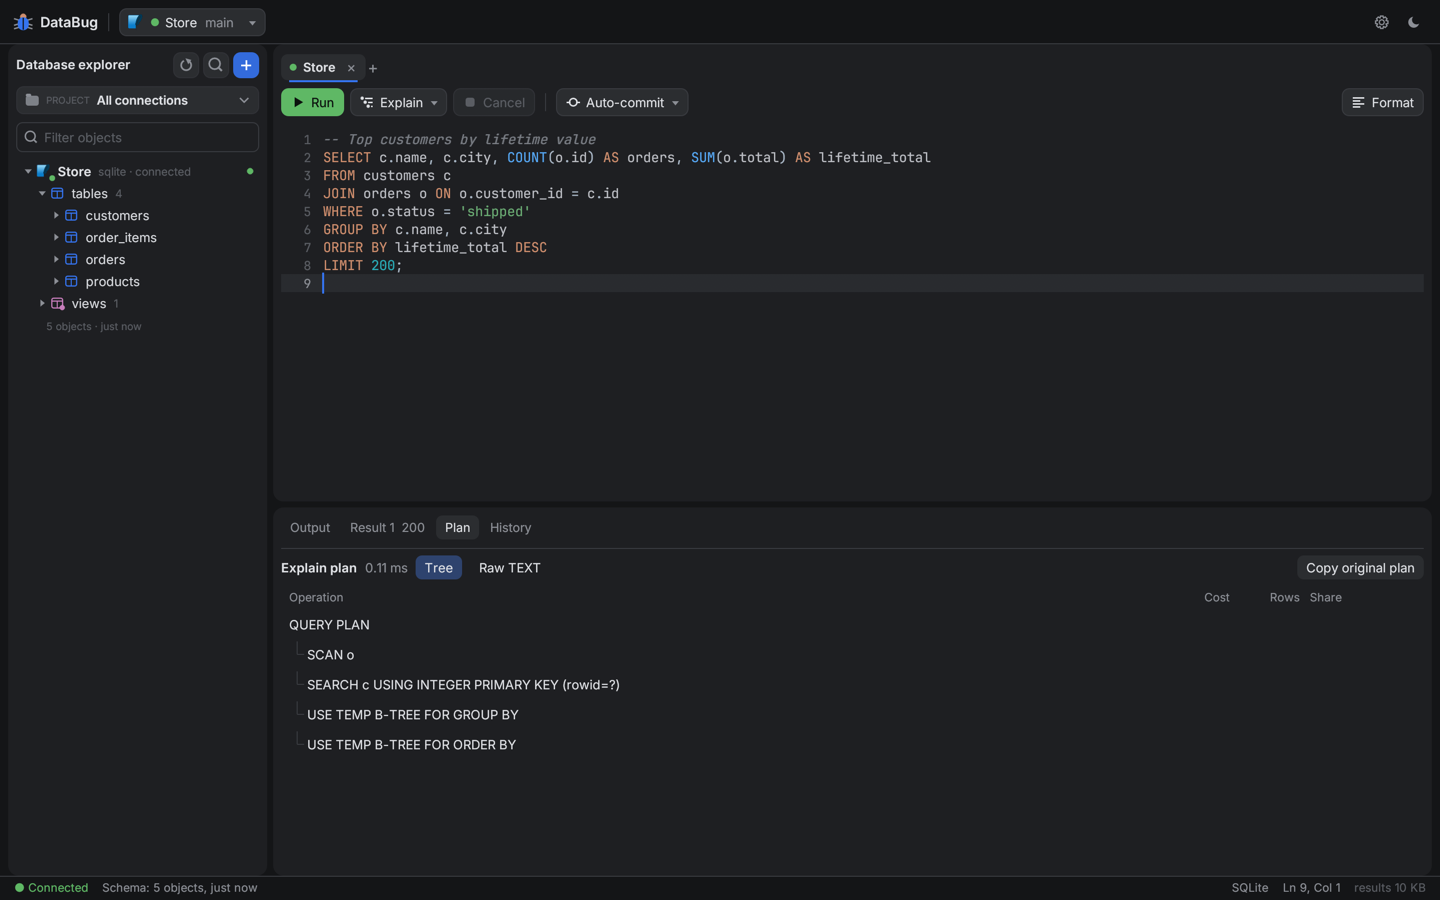 DataBug
Store main
Database explorer
PROJECT All connections
Filter objects
Store sqlite · connected
tables 4
customers
order_items
orders
products
views 1
5 objects · just now
Store × +
Run Explain Cancel Auto-commit Format
1 -- Top customers by lifetime value
2 SELECT c.name, c.city, COUNT(o.id) AS orders, SUM(o.total) AS lifetime_total
3 FROM customers c
4 JOIN orders o ON o.customer_id = c.id
5 WHERE o.status = 'shipped'
6 GROUP BY c.name, c.city
7 ORDER BY lifetime_total DESC
8 LIMIT 200;
9
Output Result 1 200 Plan History
Explain plan 0.11 ms Tree Raw TEXT Copy original plan
Operation Cost Rows Share
QUERY PLAN
SCAN o
SEARCH c USING INTEGER PRIMARY KEY (rowid=?)
USE TEMP B-TREE FOR GROUP BY
USE TEMP B-TREE FOR ORDER BY
Connected Schema: 5 objects, just now SQLite Ln 9, Col 1 results 10 KB